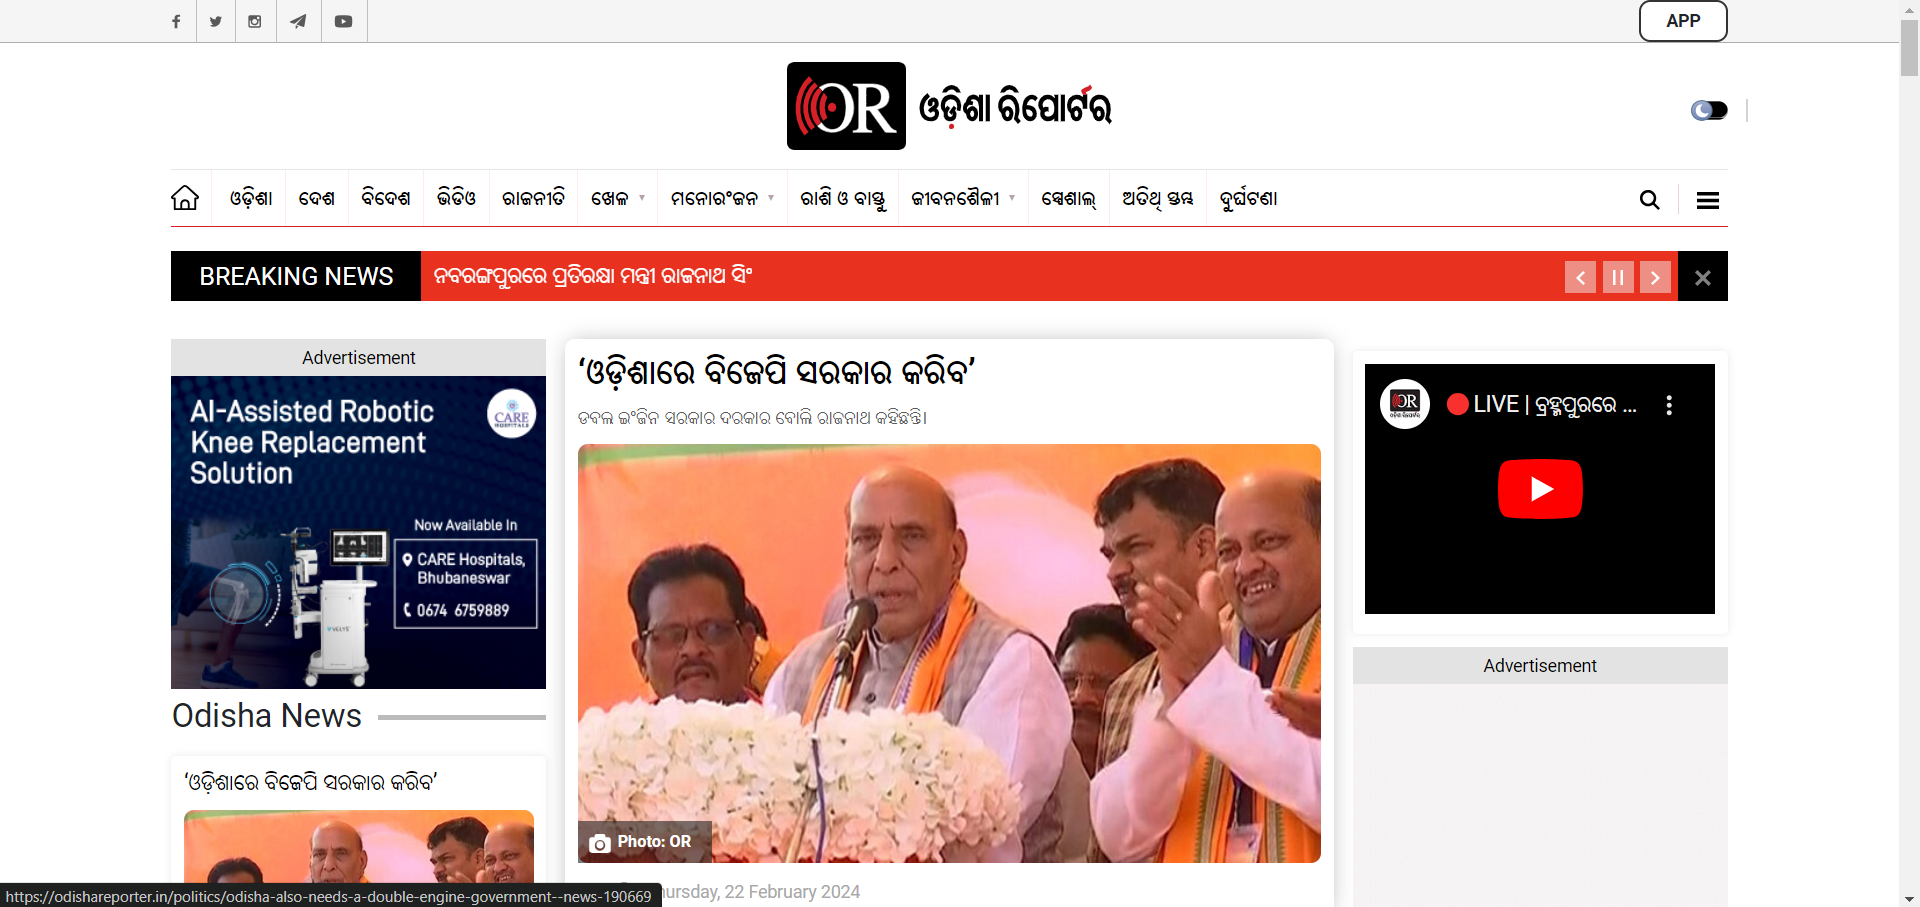 APP
OR ଓଡ଼ିଶା ରିପୋର୍ଟର
ଓଡ଼ିଶା ଦେଶ ବିଦେଶ ଭିଡିଓ ରାଜନୀତି ଖେଳ ମନୋରଂଜନ ରାଶି ଓ ବାସ୍ତୁ ଜୀବନଶୈଳୀ ସ୍ପେଶାଲ୍ ଅତିଥି ସ୍ତମ୍ଭ ଦୁର୍ଘଟଣା
BREAKING NEWS ନବରଙ୍ଗପୁରରେ ପ୍ରତିରକ୍ଷା ମନ୍ତ୍ରୀ ରାଜନାଥ ସିଂ
Advertisement
AI-Assisted Robotic
Knee Replacement
Solution
CARE
HOSPITALS
Now Available In
CARE Hospitals,
Bhubaneswar
0674 6759889
VELYS
Odisha News
‘ଓଡ଼ିଶାରେ ବିଜେପି ସରକାର କରିବ’
‘ଓଡ଼ିଶାରେ ବିଜେପି ସରକାର କରିବ’
ଡବଲ ଇଂଜିନ ସରକାର ଦରକାର ବୋଲି ରାଜନାଥ କହିଛନ୍ତି।
Photo: OR
hursday, 22 February 2024
OR
LIVE | ବ୍ରହ୍ମପୁରରେ ...
Advertisement
https://odishareporter.in/politics/odisha-also-needs-a-double-engine-government--news-190669